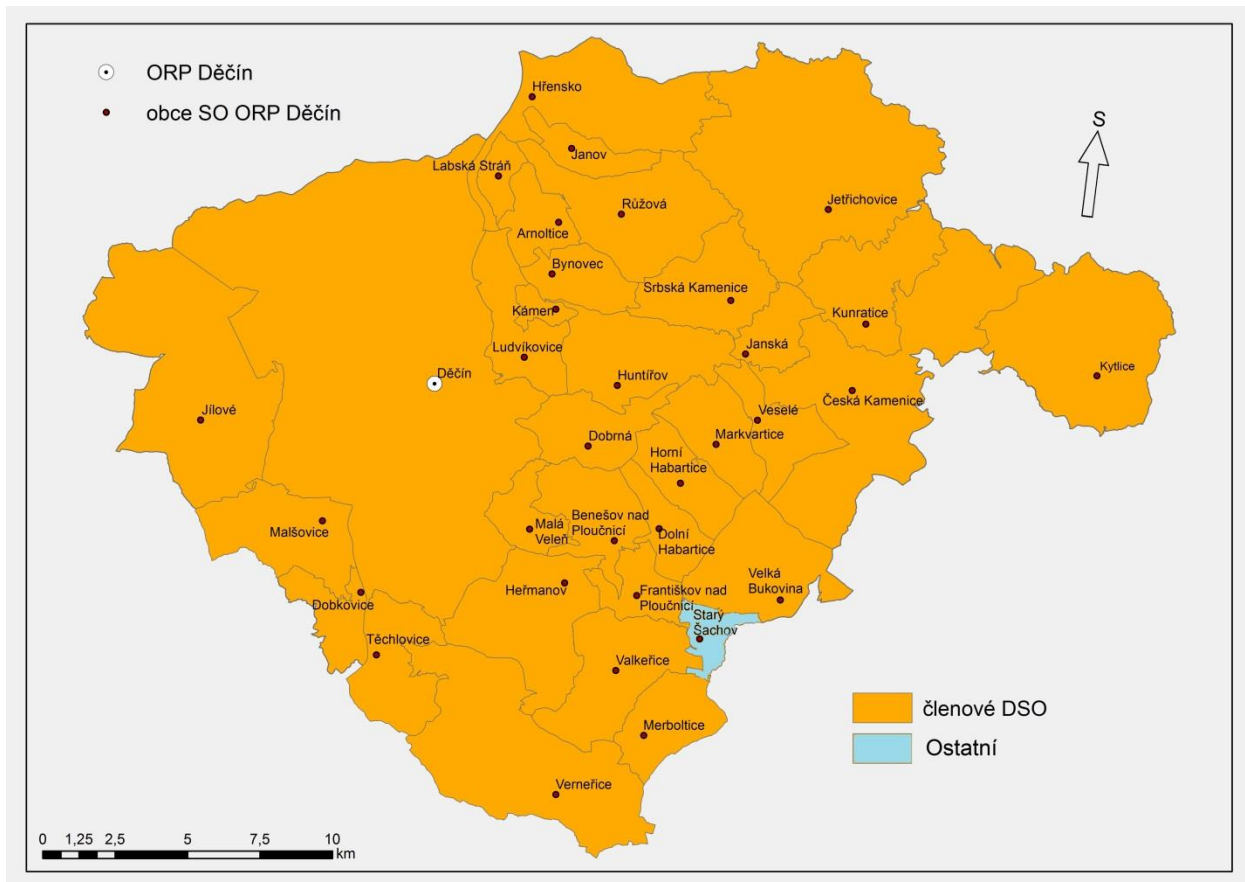 ORP Děčín
obce SO ORP Děčín
S
Hřensko
Janov
Labská Stráň
Růžová
Jetřichovice
Arnoltice
Bynovec
Srbská Kamenice
Kámen
Kunratice
Ludvíkovice
Janská
Děčín
Huntířov
Kytlice
Česká Kamenice
Jílové
Veselé
Dobrná
Markvartice
Horní
Habartice
Malšovice
Malá
Veleň
Benešov nad
Ploučnicí
Dolní
Habartice
Heřmanov
Velká
Bukovina
Dobkovice
Františkov nad
Ploučnicí
Starý
Šachov
Těchlovice
Valkeřice
Merboltice
Verneřice
členové DSO
Ostatní
0 1,25 2,5 5 7,5 10
km